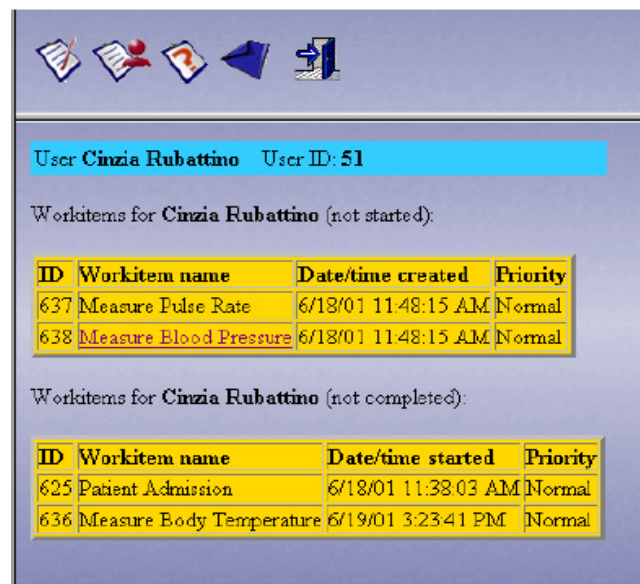 User Cinzia Rubattino User ID: 51
Workitems for Cinzia Rubattino (not started):
ID Workitem name Date/time created Priority
637 Measure Pulse Rate 6/18/01 11:48:15 AM Normal
638 Measure Blood Pressure 6/18/01 11:48:15 AM Normal
Workitems for Cinzia Rubattino (not completed):
ID Workitem name Date/time started Priority
625 Patient Admission 6/18/01 11:38:03 AM Normal
636 Measure Body Temperature 6/19/01 3:23:41 PM Normal